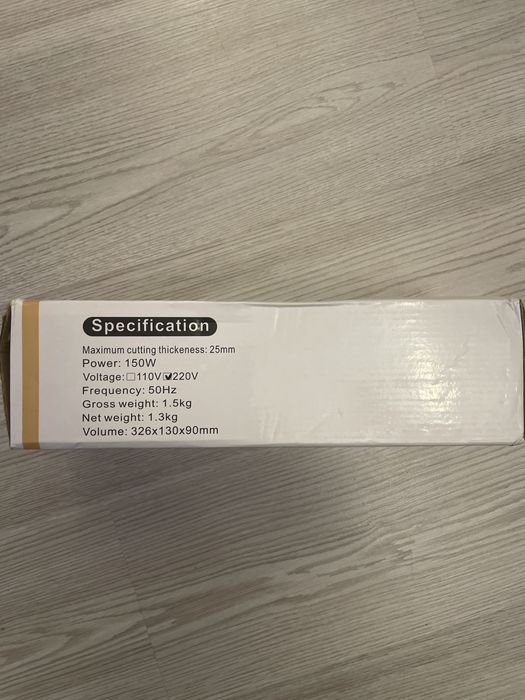 Specification
Maximum cutting thickeness: 25mm
Power: 150W
Voltage: ☐110V ☑220V
Frequency: 50Hz
Gross weight: 1.5kg
Net weight: 1.3kg
Volume: 326x130x90mm